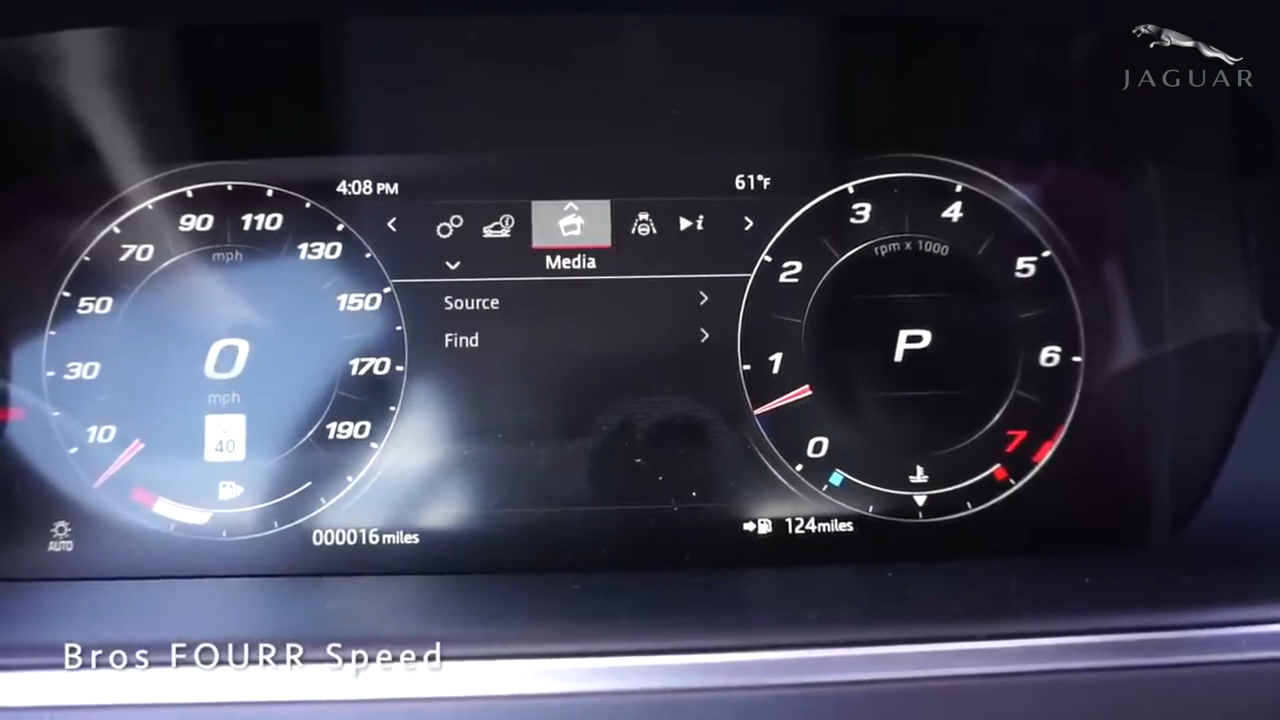 JAGUAR
4:08 PM
61°F
Media
Source
Find
10
30
50
70
90
110
130
150
170
190
mph
0
mph
40
0
1
2
3
4
5
6
7
rpm x 1000
P
AUTO
000016 miles
124miles
Bros FOURR Speed